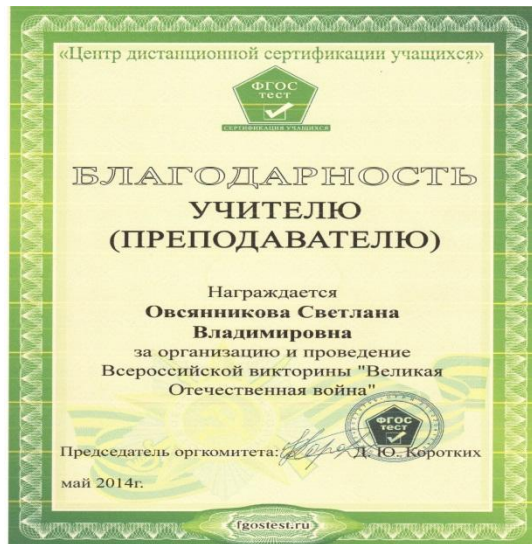 «Центр дистанционной сертификации учащихся»
ФГОС
тест
СЕРТИФИКАЦИЯ УЧАЩИХСЯ
БЛАГОДАРНОСТЬ
УЧИТЕЛЮ
(ПРЕПОДАВАТЕЛЮ)
Награждается
Овсянникова Светлана
Владимировна
за организацию и проведение
Всероссийской викторины "Великая
Отечественная война"
ФГОС
тест
Председатель оргкомитета: Д. Ю. Коротких
май 2014г.
fgostest.ru